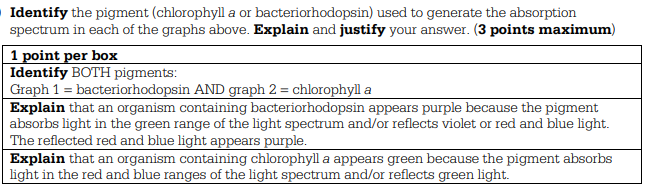 Identify the pigment (chlorophyll a or bacteriorhodopsin) used to generate the absorption
spectrum in each of the graphs above. Explain and justify your answer. (3 points maximum)
1 point per box
Identify BOTH pigments:
Graph 1 = bacteriorhodopsin AND graph 2 = chlorophyll a
Explain that an organism containing bacteriorhodopsin appears purple because the pigment
absorbs light in the green range of the light spectrum and/or reflects violet or red and blue light.
The reflected red and blue light appears purple.
Explain that an organism containing chlorophyll a appears green because the pigment absorbs
light in the red and blue ranges of the light spectrum and/or reflects green light.